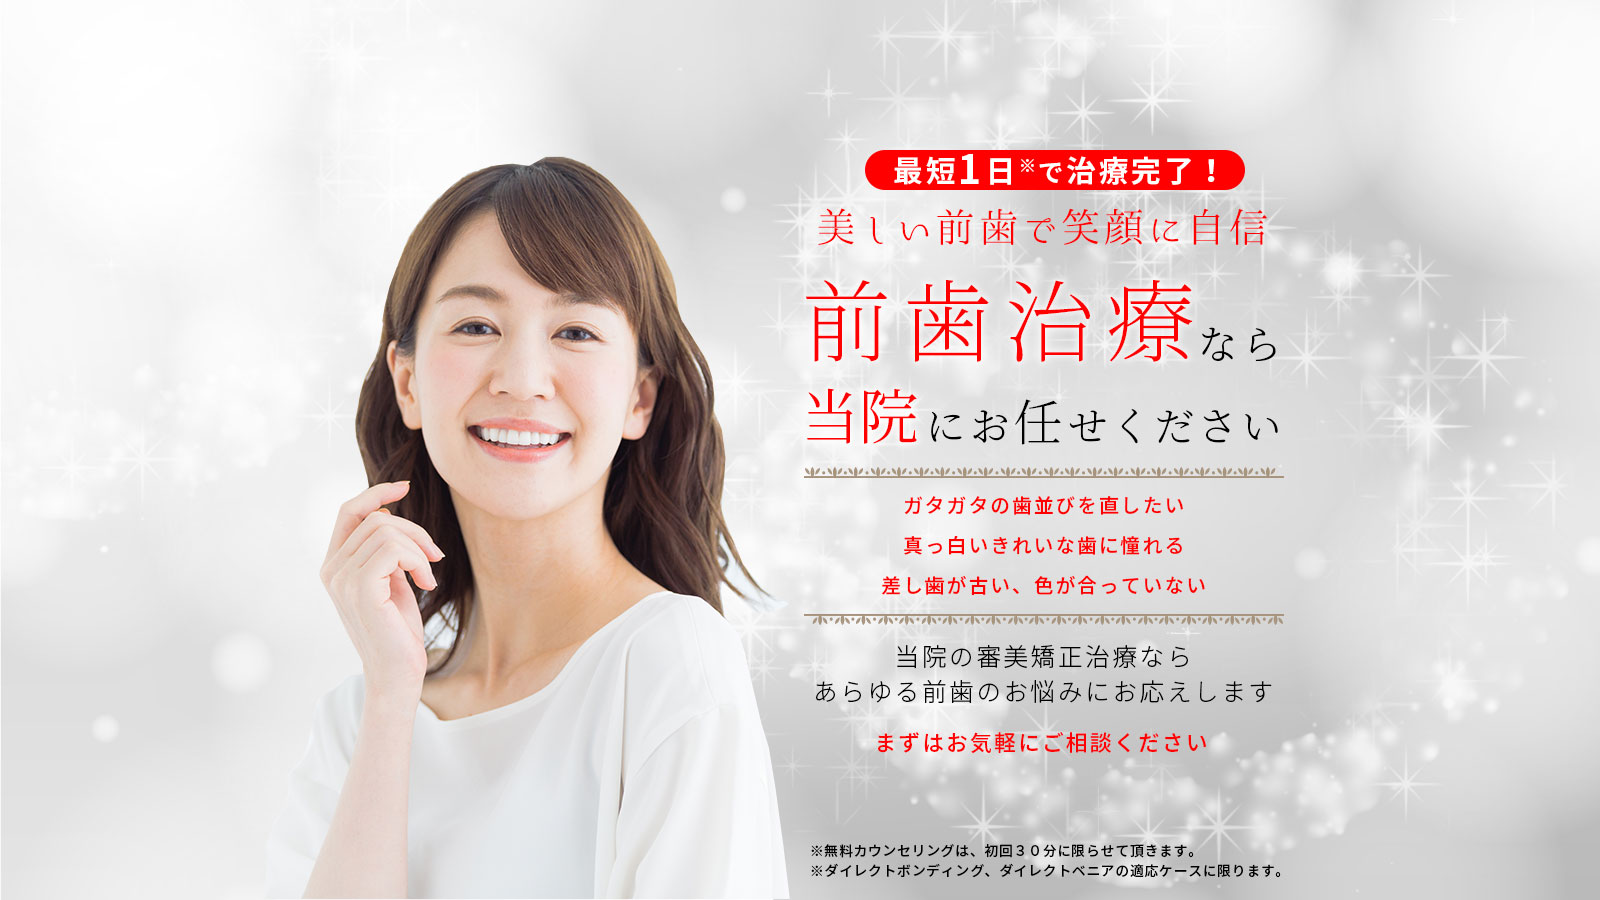 最短1日※で治療完了！
美しい前歯で笑顔に自信
前歯治療なら
当院にお任せください
ガタガタの歯並びを直したい
真っ白いきれいな歯に憧れる
差し歯が古い、色が合っていない
当院の審美矯正治療なら
あらゆる前歯のお悩みにお応えします
まずはお気軽にご相談ください
※無料カウンセリングは、初回３０分に限らせて頂きます。
※ダイレクトボンディング、ダイレクトベニアの適応ケースに限ります。